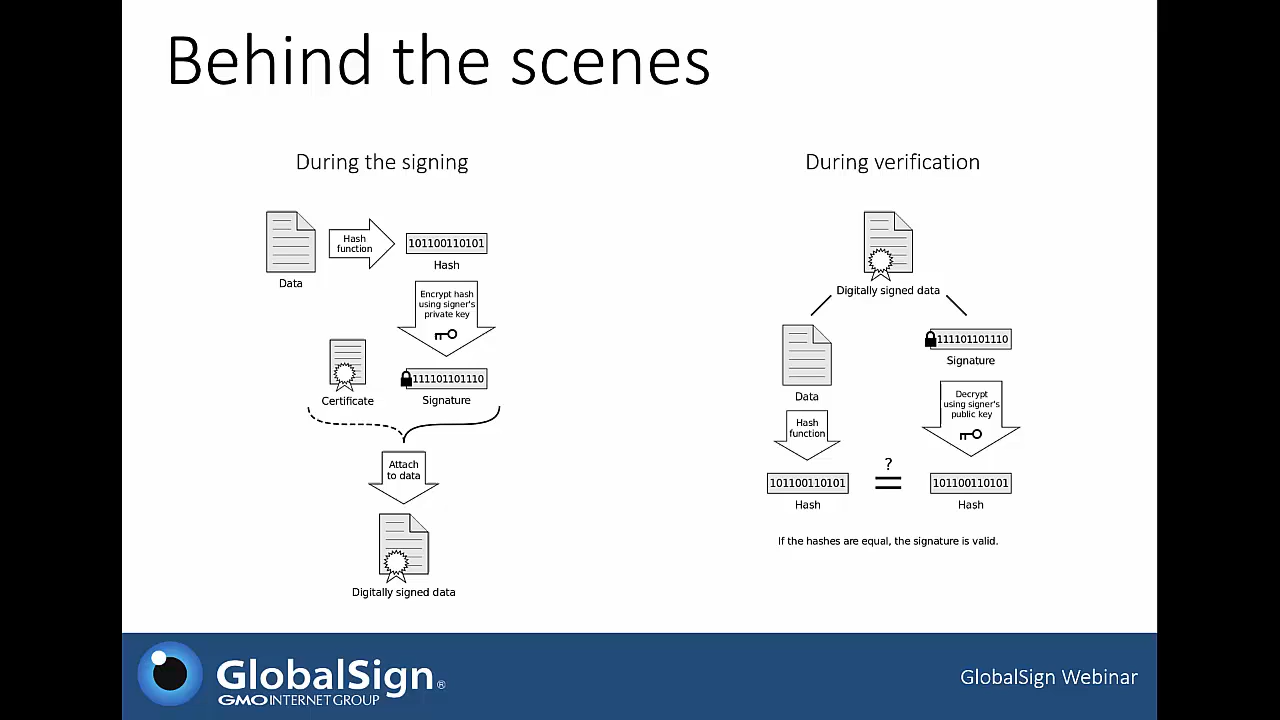 Behind the scenes
During the signing
Data
Hash
function
101100110101
Hash
Encrypt hash
using signer's
private key
Certificate
111101101110
Signature
Attach
to data
Digitally signed data
During verification
Digitally signed data
Data
Hash
function
101100110101
Hash
111101101110
Signature
Decrypt
using signer's
public key
101100110101
Hash
?
=
If the hashes are equal, the signature is valid.
GlobalSign®
GMO INTERNET GROUP
GlobalSign Webinar